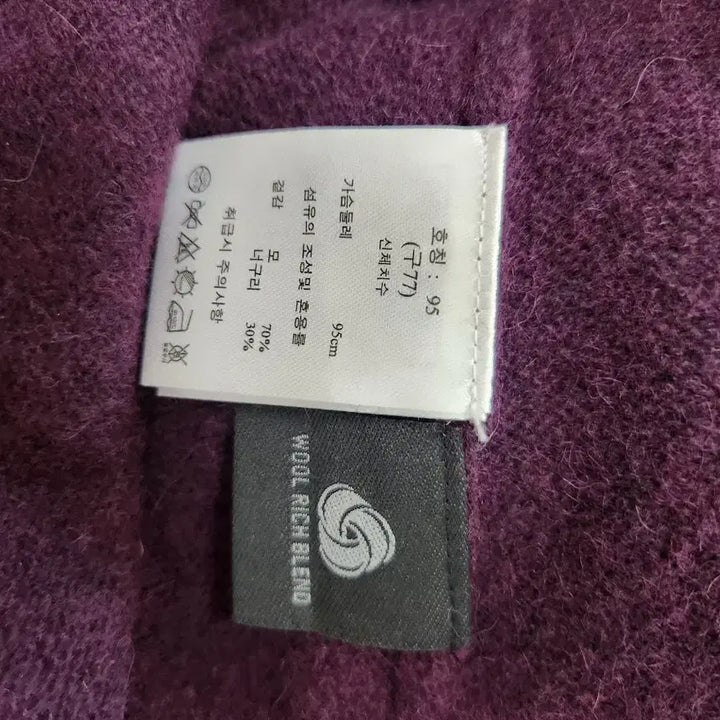 호칭 : 95
(구77)
신체치수
가슴둘레 95cm
섬유의 조성및 혼용률
겉감
모 70%
너구리 30%
취급시 주의사항
WOOL RICH BLEND